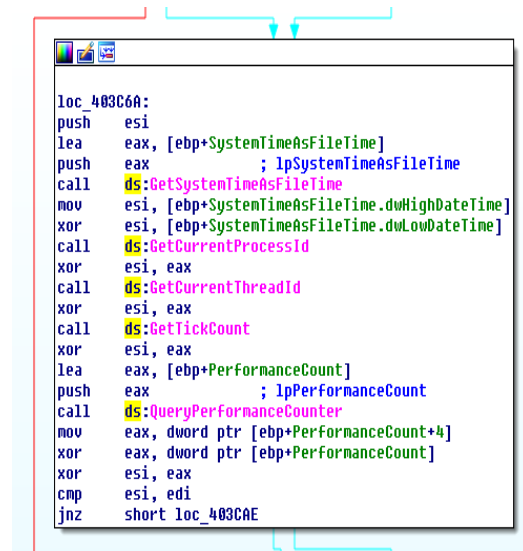 loc_403C6A:
push esi
lea eax, [ebp+SystemTimeAsFileTime]
push eax ; lpSystemTimeAsFileTime
call ds:GetSystemTimeAsFileTime
mov esi, [ebp+SystemTimeAsFileTime.dwHighDateTime]
xor esi, [ebp+SystemTimeAsFileTime.dwLowDateTime]
call ds:GetCurrentProcessId
xor esi, eax
call ds:GetCurrentThreadId
xor esi, eax
call ds:GetTickCount
xor esi, eax
lea eax, [ebp+PerformanceCount]
push eax ; lpPerformanceCount
call ds:QueryPerformanceCounter
mov eax, dword ptr [ebp+PerformanceCount+4]
xor eax, dword ptr [ebp+PerformanceCount]
xor esi, eax
cmp esi, edi
jnz short loc_403CAE